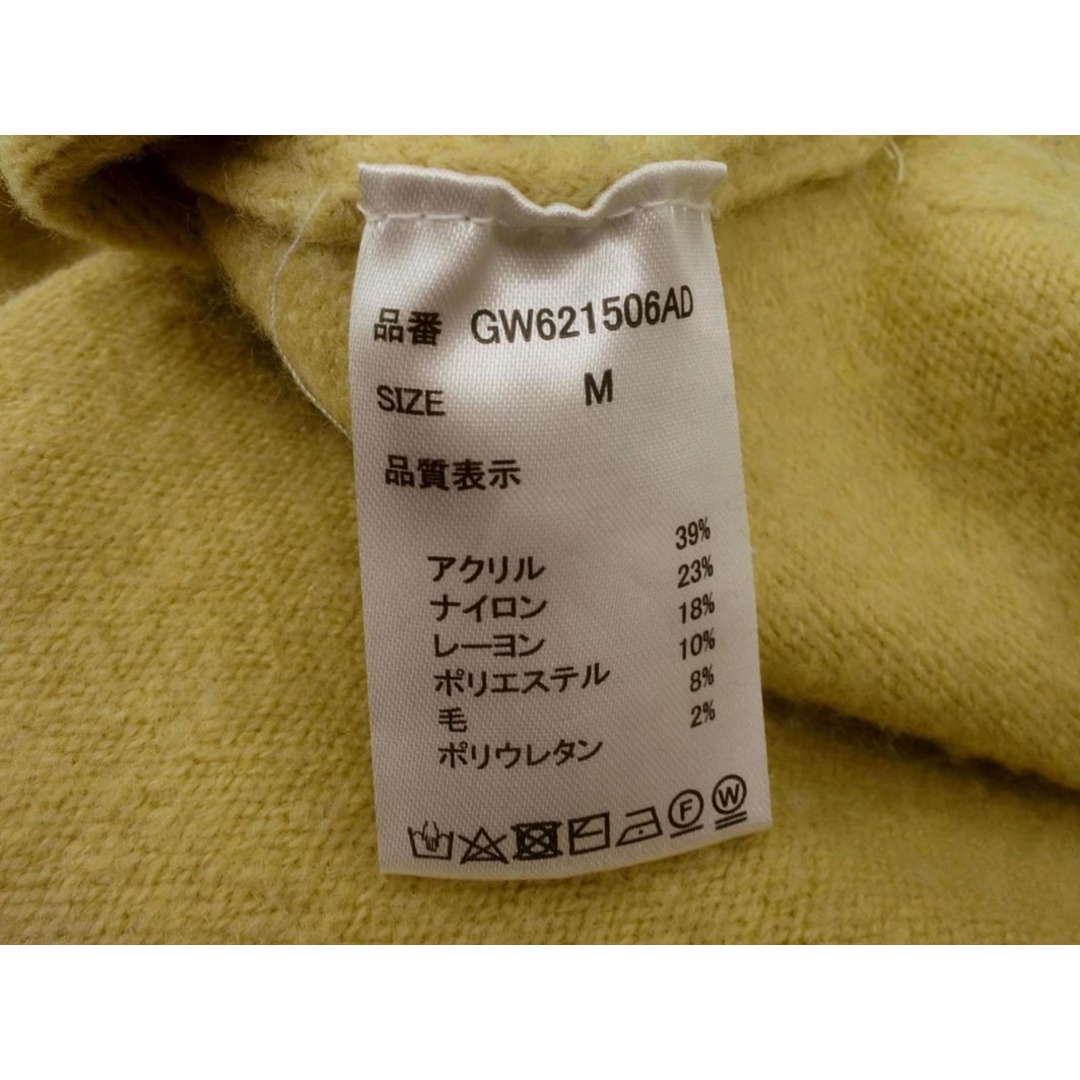 品番 GW621506AD
SIZE M
品質表示
39%
アクリル 23%
ナイロン 18%
レーヨン 10%
ポリエステル 8%
毛 2%
ポリウレタン
F W